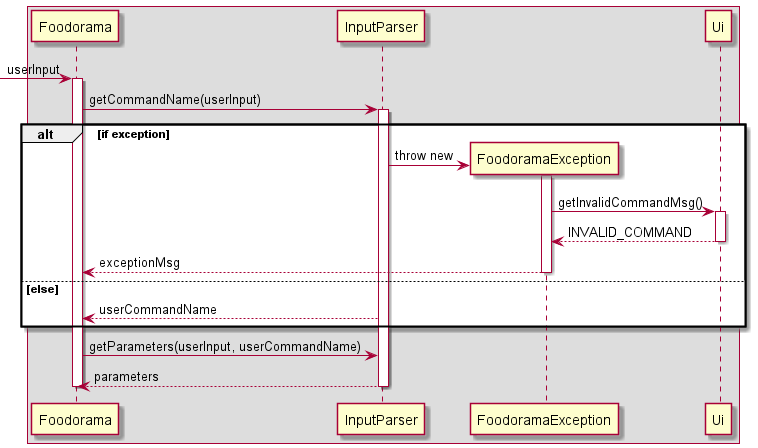 Foodorama
InputParser
Ui
userInput
getCommandName(userInput)
alt
[if exception]
throw new
FoodoramaException
getInvalidCommandMsg()
INVALID_COMMAND
exceptionMsg
[else]
userCommandName
getParameters(userInput, userCommandName)
parameters
Foodorama
InputParser
FoodoramaException
Ui